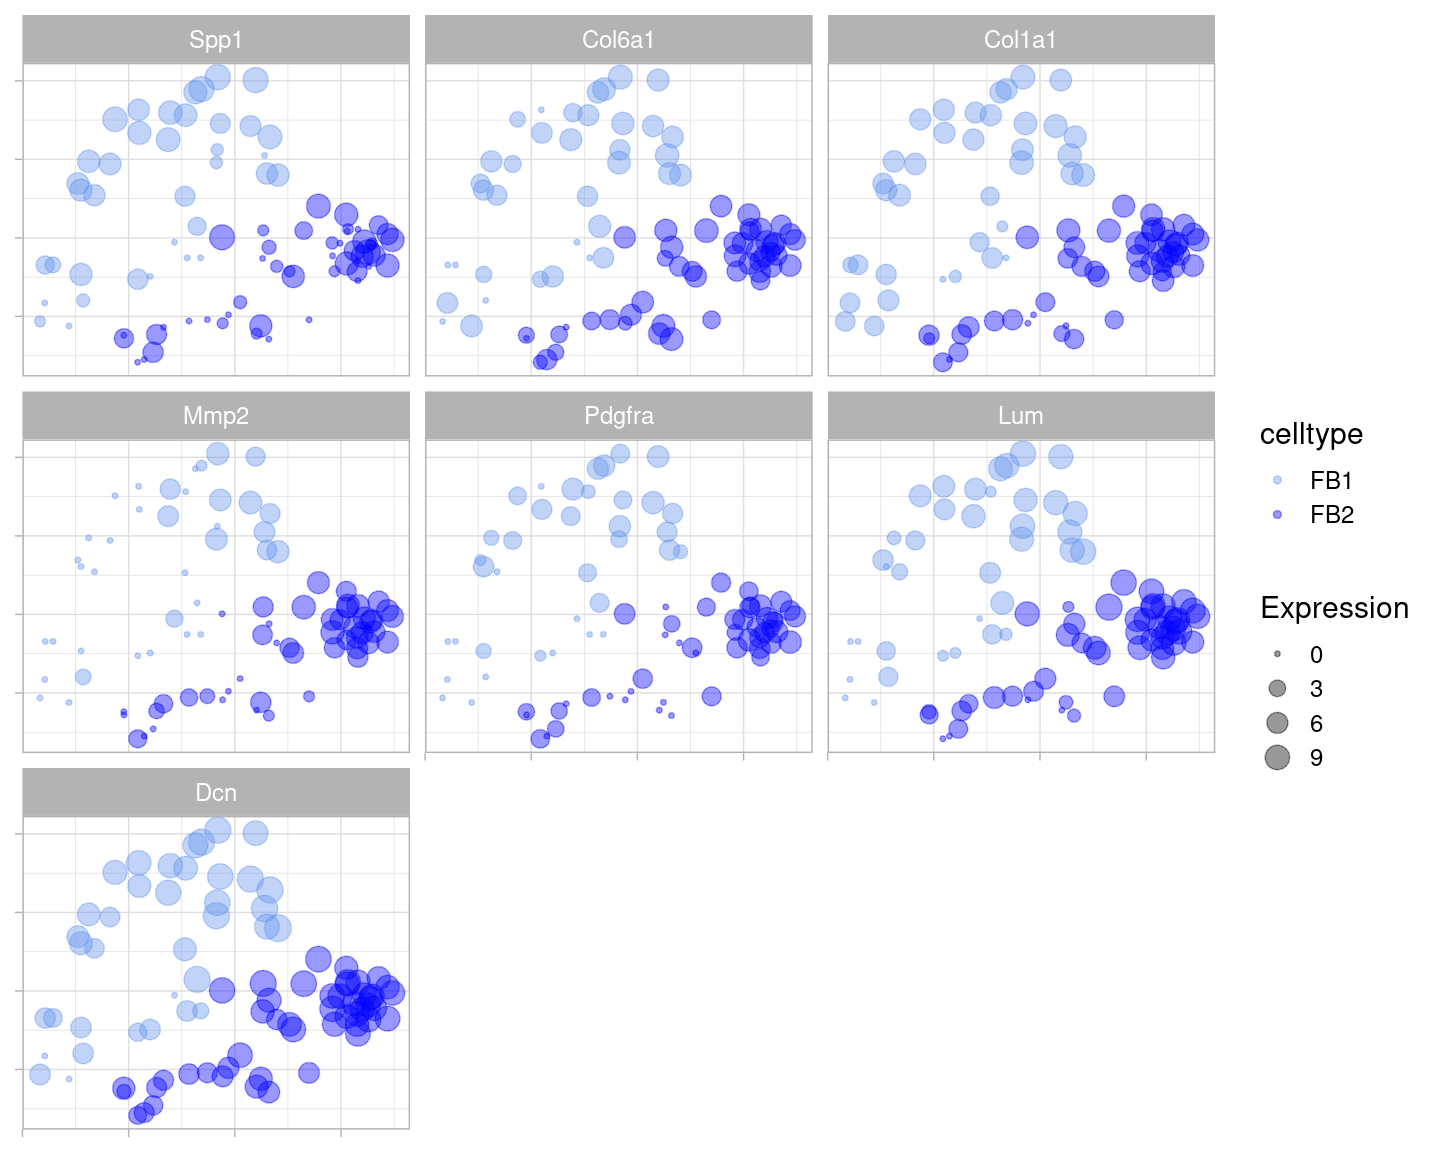 Spp1
Col6a1
Col1a1
Mmp2
Pdgfra
Lum
Dcn
celltype
FB1
FB2
Expression
0
3
6
9